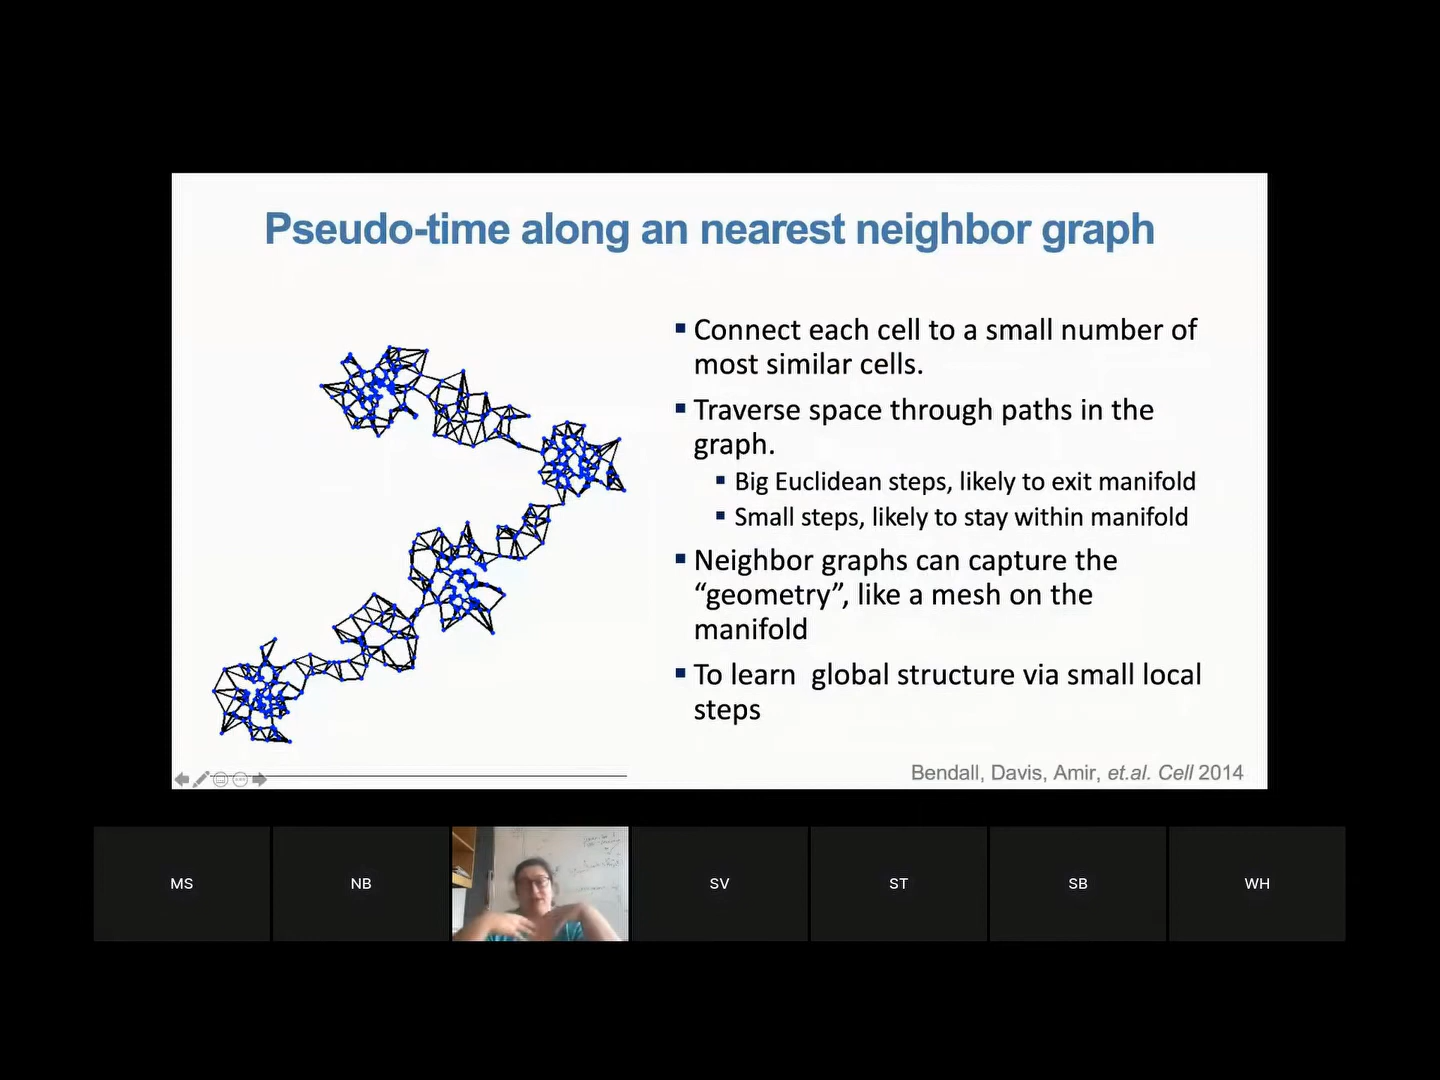 Pseudo-time along an nearest neighbor graph
Connect each cell to a small number of
most similar cells.
Traverse space through paths in the
graph.
Big Euclidean steps, likely to exit manifold
Small steps, likely to stay within manifold
Neighbor graphs can capture the
“geometry”, like a mesh on the
manifold
To learn  global structure via small local
steps
Bendall, Davis, Amir, et.al. Cell 2014
MS
NB
SV
ST
SB
WH